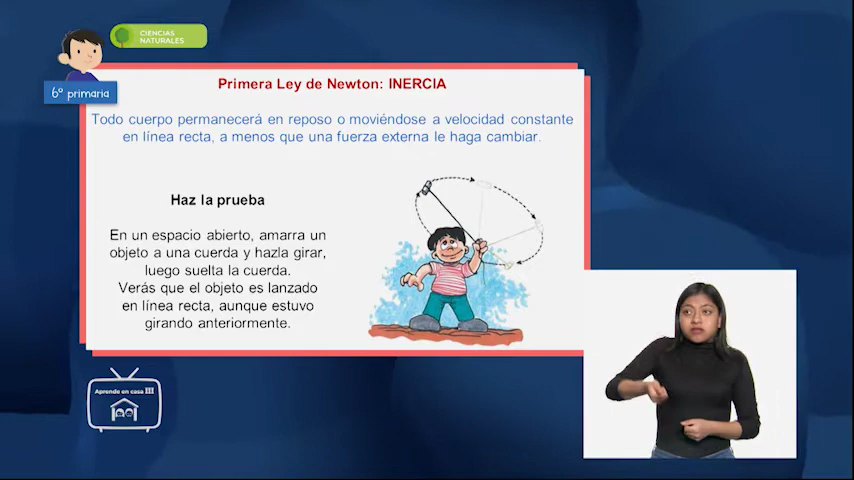 CIENCIAS
NATURALES
6º primaria
Primera Ley de Newton: INERCIA
Todo cuerpo permanecerá en reposo o moviéndose a velocidad constante
en línea recta, a menos que una fuerza externa le haga cambiar.
Haz la prueba
En un espacio abierto, amarra un
objeto a una cuerda y hazla girar,
luego suelta la cuerda.
Verás que el objeto es lanzado
en línea recta, aunque estuvo
girando anteriormente.
Aprende en casa III